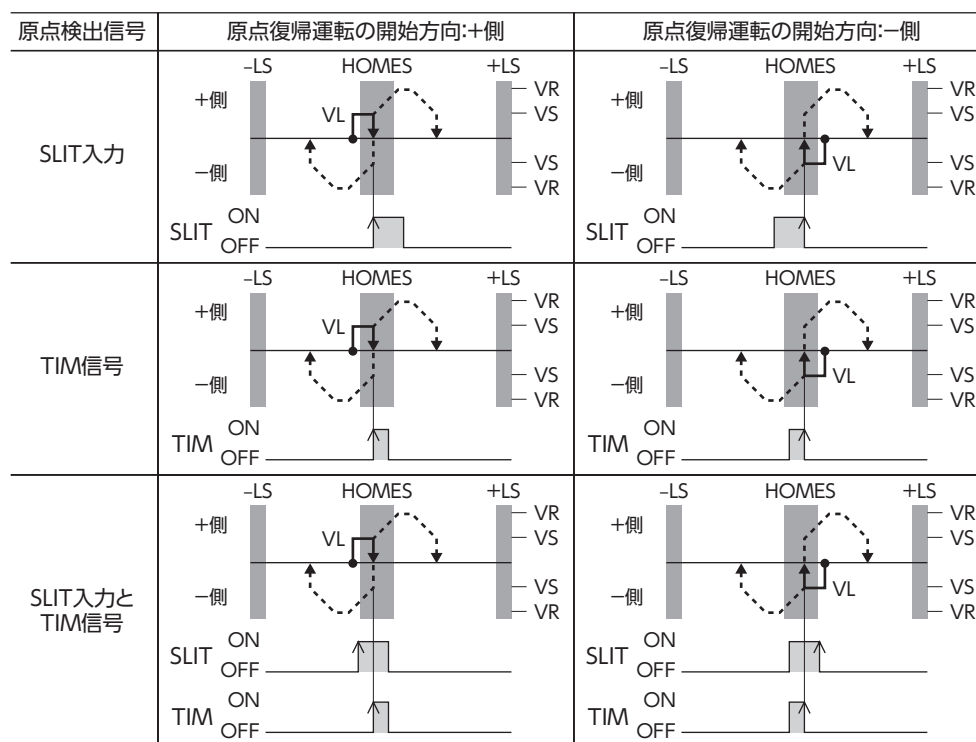 原点検出信号
原点復帰運転の開始方向:+側
原点復帰運転の開始方向:−側
SLIT入力
–LS HOMES +LS
+側
VL
−側
VR
VS
VS
VR
SLIT
ON
OFF
–LS HOMES +LS
+側
−側
VL
VR
VS
VS
VR
SLIT
ON
OFF
TIM信号
–LS HOMES +LS
+側
VL
−側
VR
VS
VS
VR
TIM
ON
OFF
–LS HOMES +LS
+側
−側
VL
VR
VS
VS
VR
TIM
ON
OFF
SLIT入力と
TIM信号
–LS HOMES +LS
+側
VL
−側
VR
VS
VS
VR
SLIT
ON
OFF
TIM
ON
OFF
–LS HOMES +LS
+側
−側
VL
VR
VS
VS
VR
SLIT
ON
OFF
TIM
ON
OFF